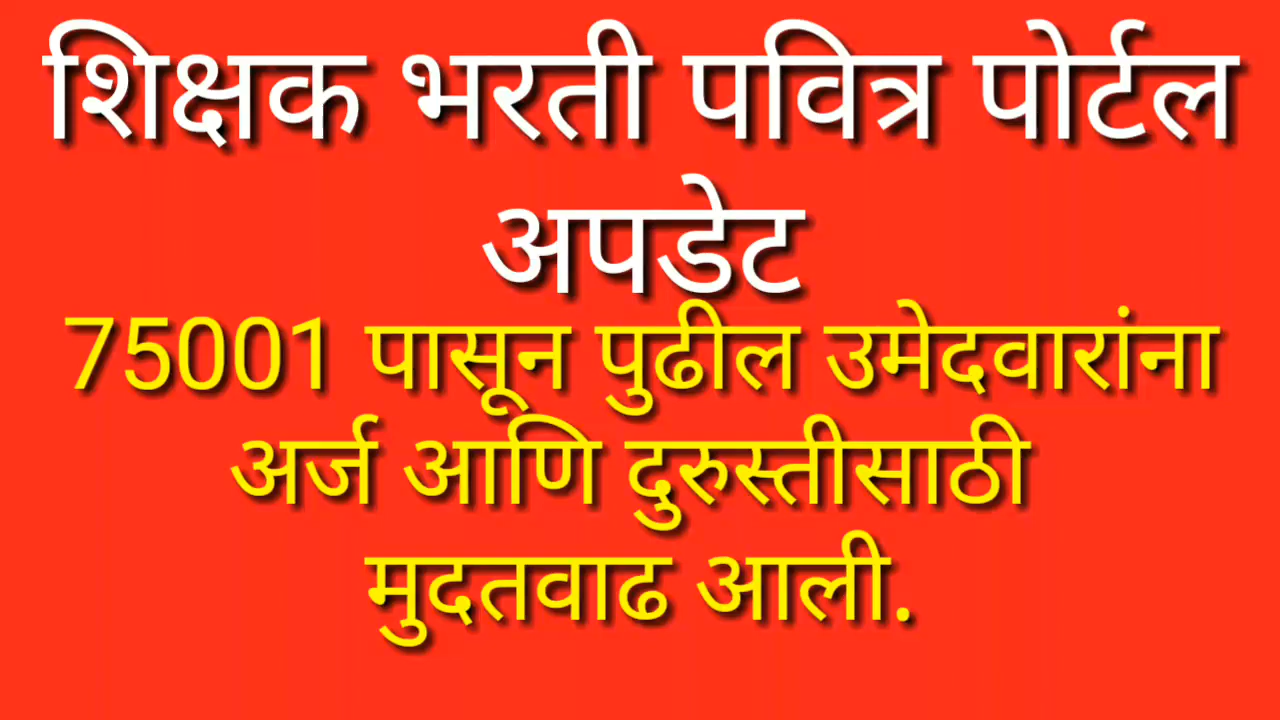 शिक्षक भरती पवित्र पोर्टल
अपडेट
75001 पासून पुढील उमेदवारांना
अर्ज आणि दुरुस्तीसाठी
मुदतवाढ आली.